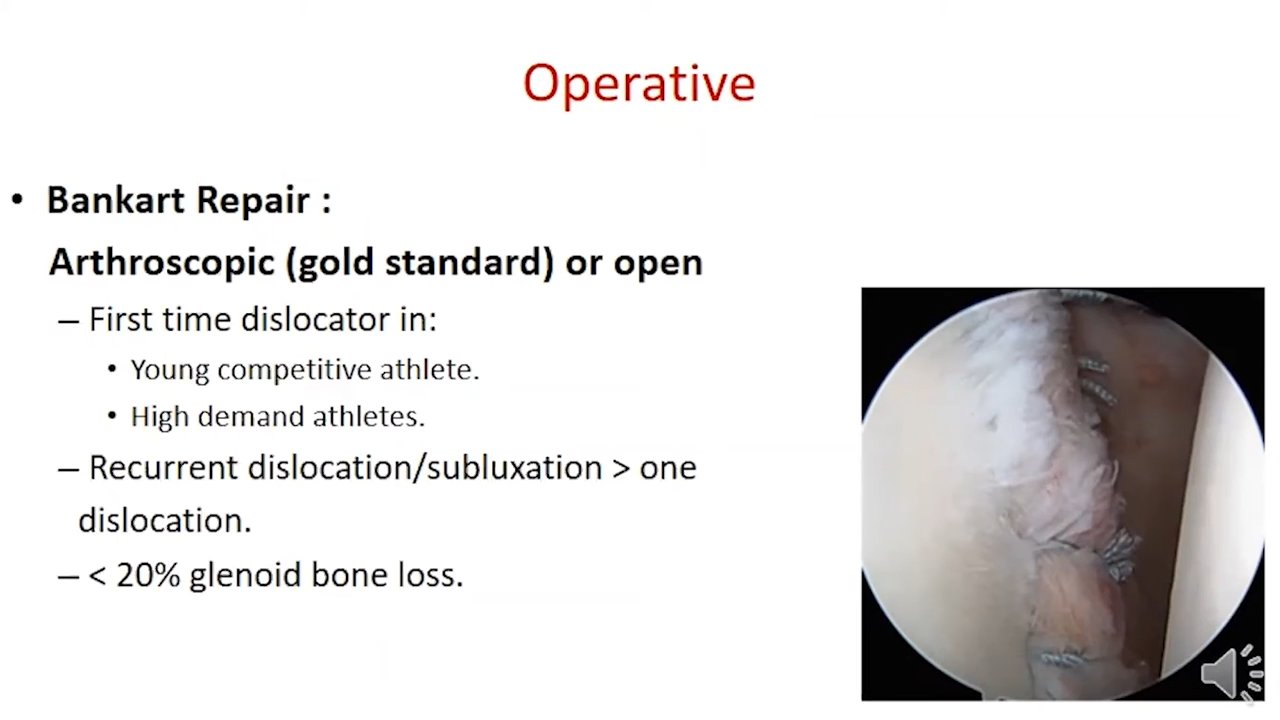 Operative
• Bankart Repair :
Arthroscopic (gold standard) or open
– First time dislocator in:
• Young competitive athlete.
• High demand athletes.
– Recurrent dislocation/subluxation > one
dislocation.
– < 20% glenoid bone loss.